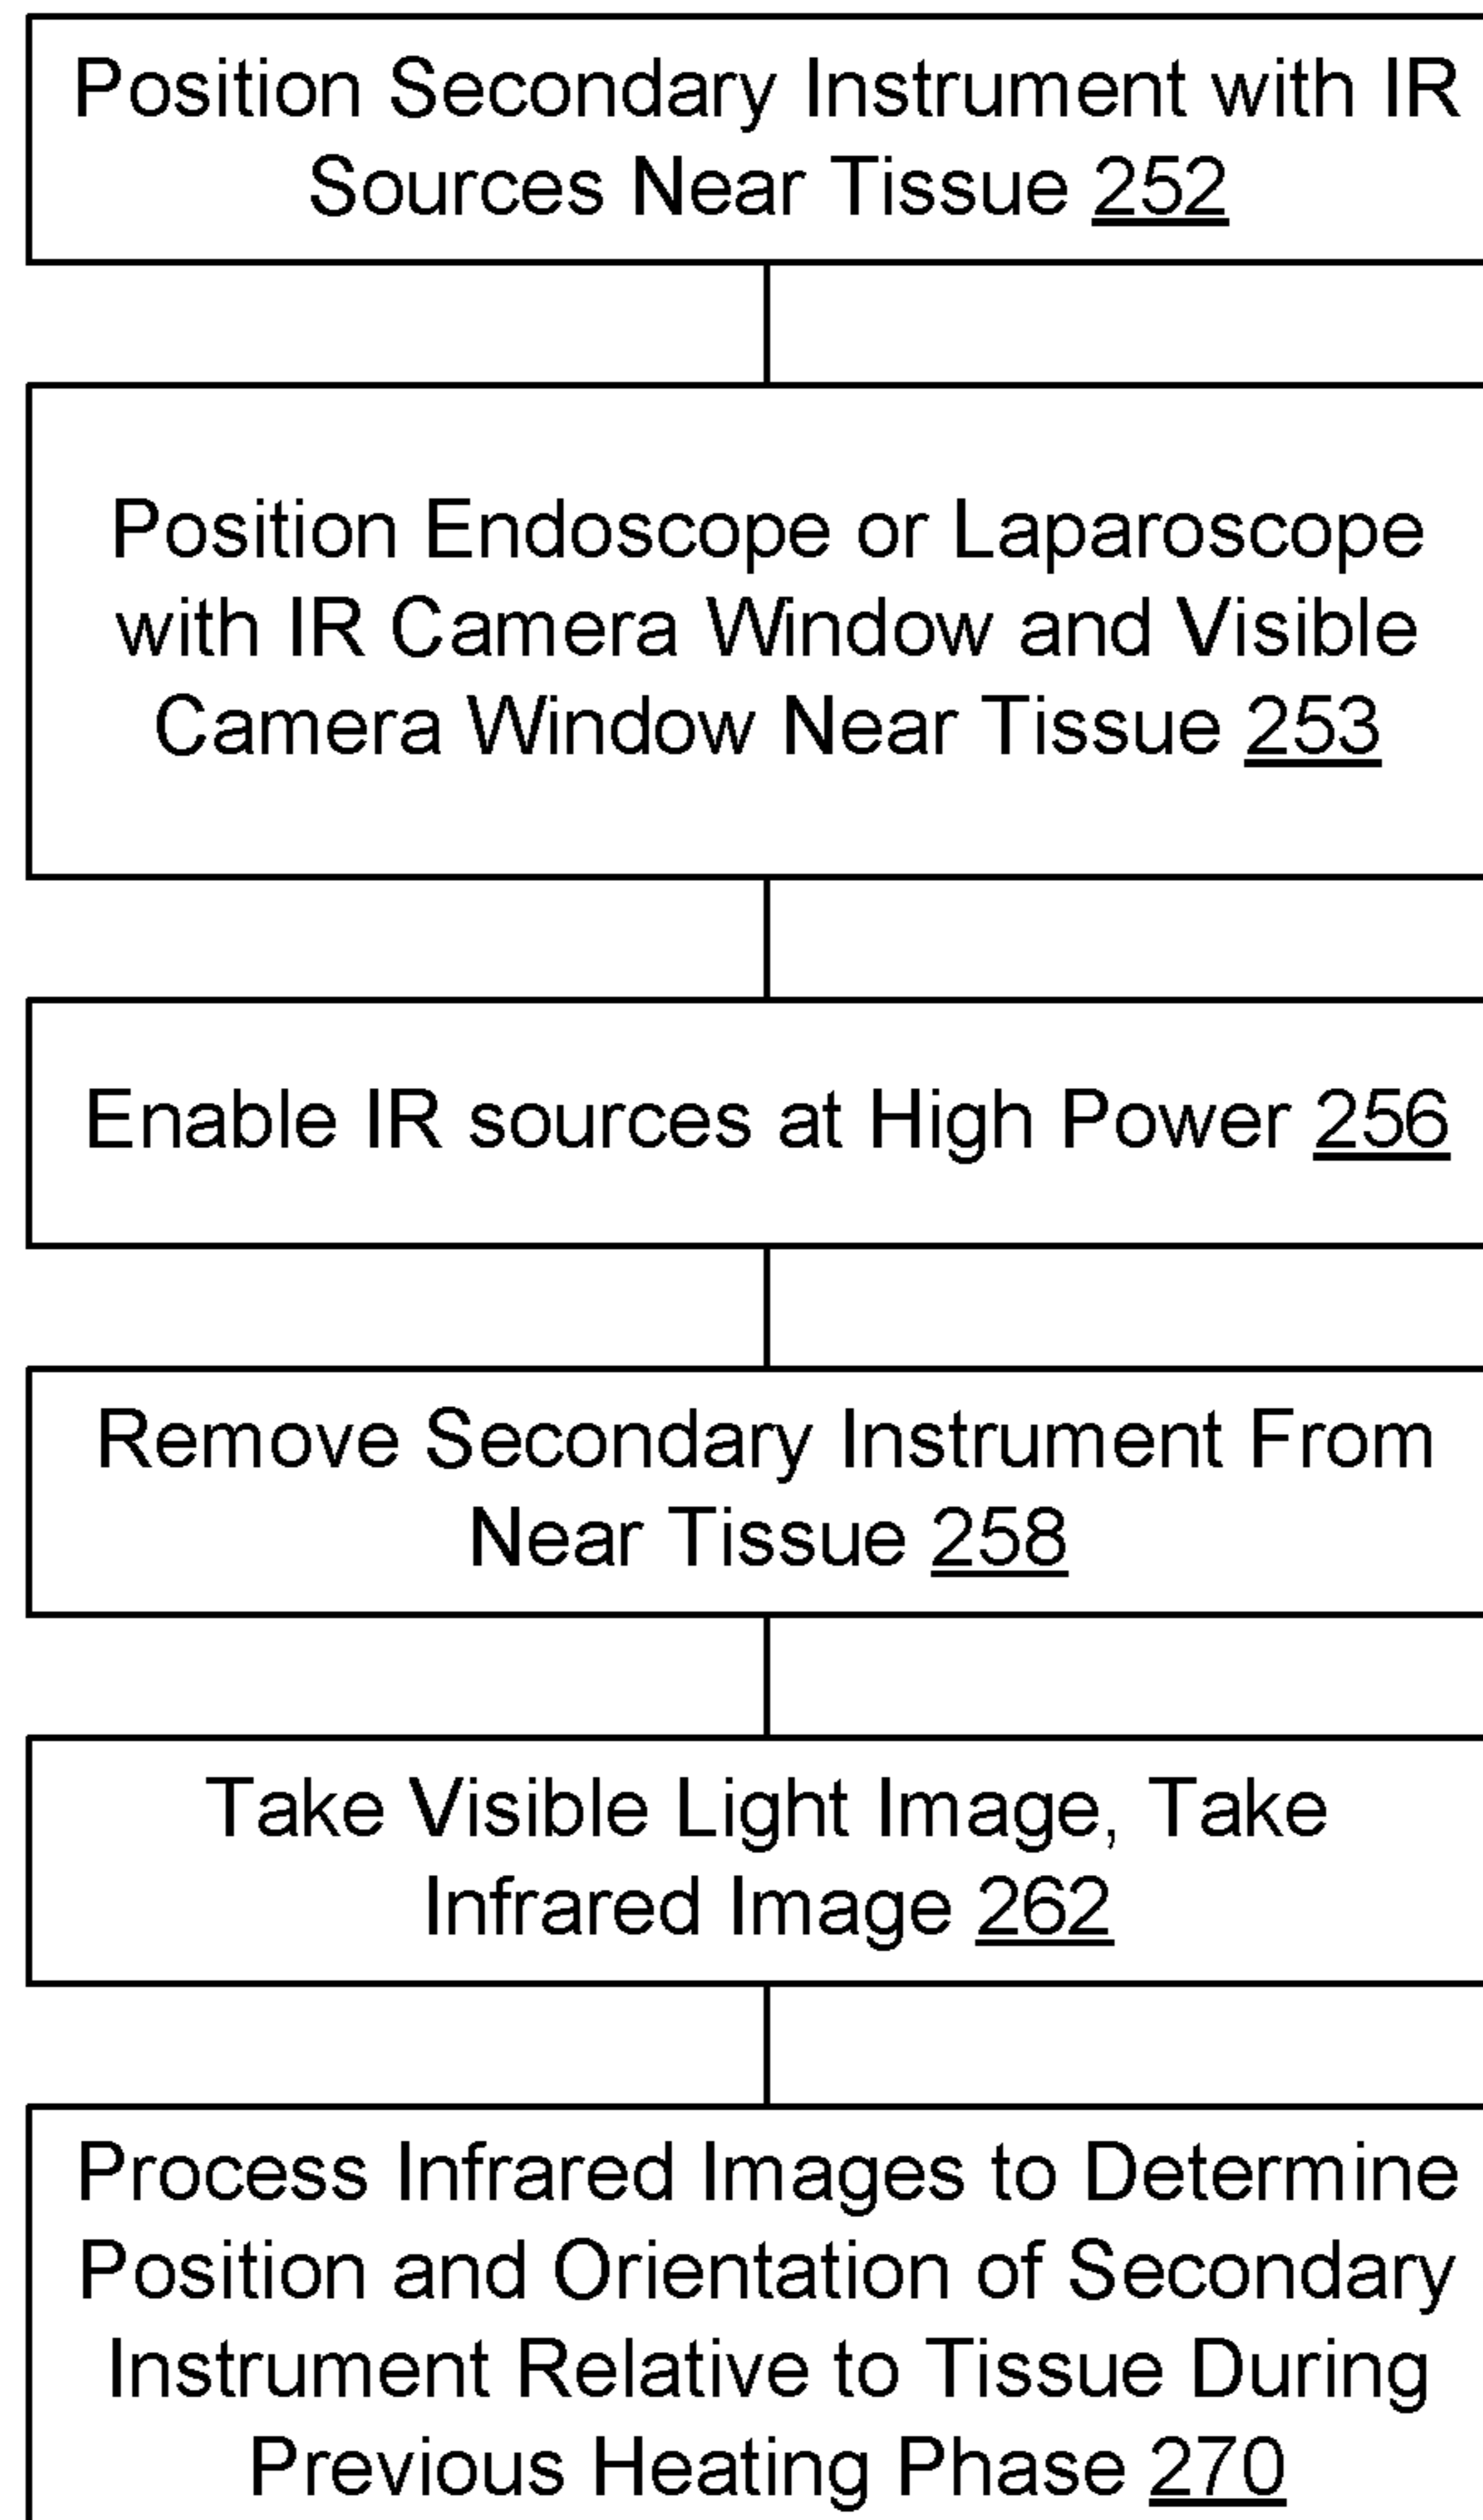 Position Secondary Instrument with IR
Sources Near Tissue 252
Position Endoscope or Laparoscope
with IR Camera Window and Visible
Camera Window Near Tissue 253
Enable IR sources at High Power 256
Remove Secondary Instrument From
Near Tissue 258
Take Visible Light Image, Take
Infrared Image 262
Process Infrared Images to Determine
Position and Orientation of Secondary
Instrument Relative to Tissue During
Previous Heating Phase 270